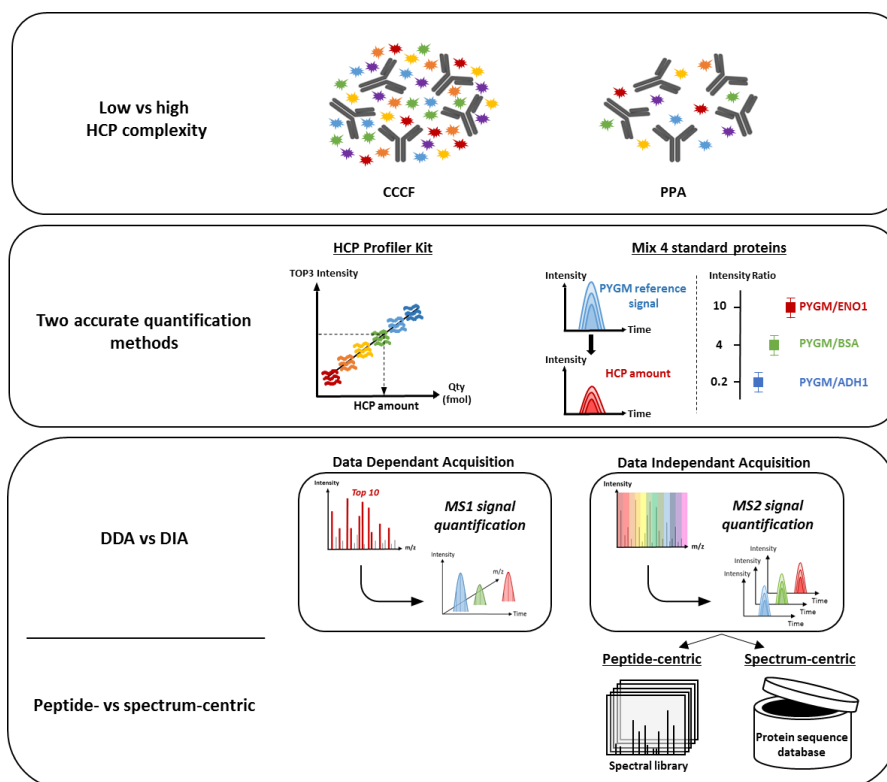 Low vs high
HCP complexity
CCCF
PPA
Two accurate quantification
methods
HCP Profiler Kit
TOP3 Intensity
Qty
(fmol)
HCP amount
Mix 4 standard proteins
Intensity
PYGM reference
signal
Time
Intensity
HCP amount
Time
Intensity Ratio
10
PYGM/ENO1
4
PYGM/BSA
0.2
PYGM/ADH1
DDA vs DIA
Data Dependant Acquisition
Intensity
Top 10
m/z
MS1 signal
quantification
Intensity
m/z
Time
Data Independent Acquisition
Intensity
m/z
MS2 signal
quantification
Intensity
Intensity
Intensity
Time
Time
Time
Peptide- vs spectrum-centric
Peptide-centric
Spectral library
Spectrum-centric
Protein sequence
database